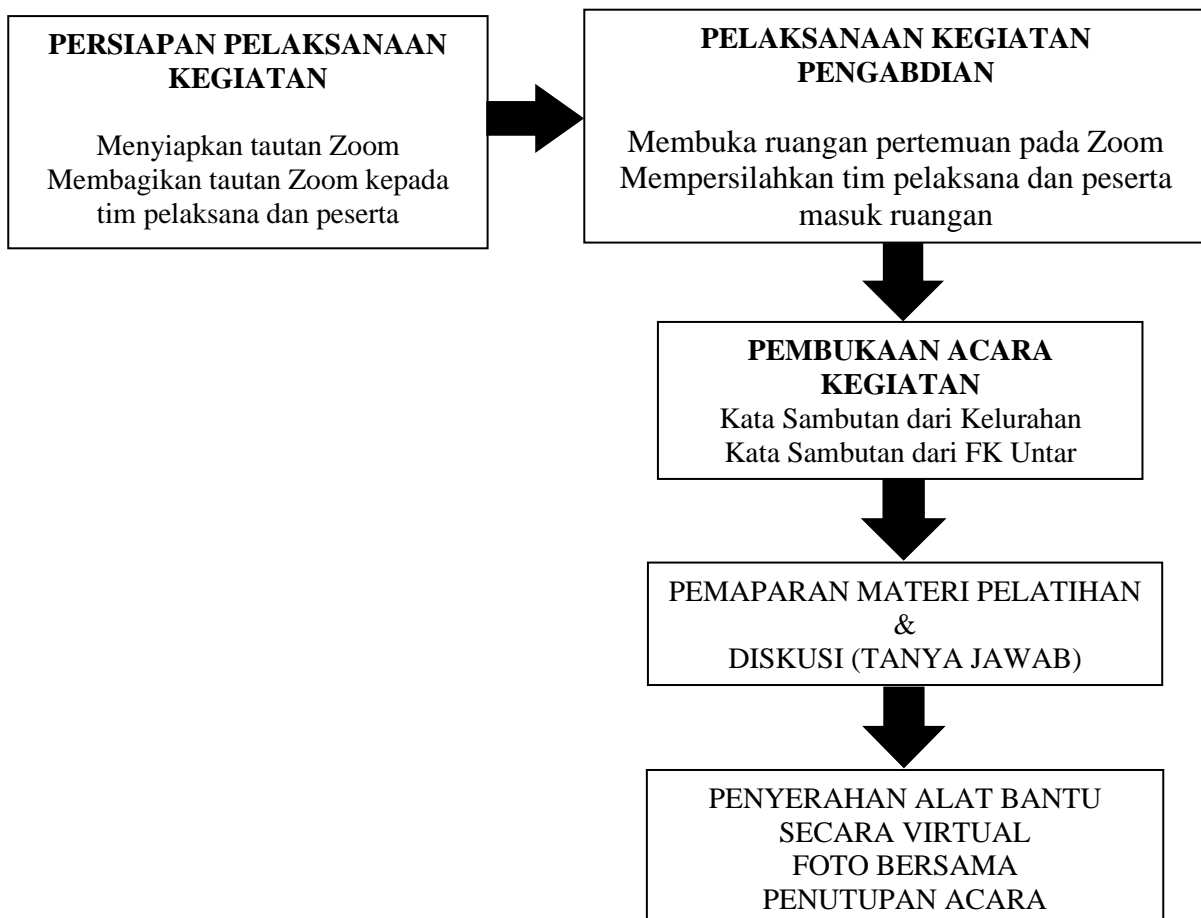 PERSIAPAN PELAKSANAAN
KEGIATAN
Menyiapkan tautan Zoom
Membagikan tautan Zoom kepada
tim pelaksana dan peserta
PELAKSANAAN KEGIATAN
PENGABDIAN
Membuka ruangan pertemuan pada Zoom
Mempersilahkan tim pelaksana dan peserta
masuk ruangan
PEMBUKAAN ACARA
KEGIATAN
Kata Sambutan dari Kelurahan
Kata Sambutan dari FK Untar
PEMAPARAN MATERI PELATIHAN
&
DISKUSI (TANYA JAWAB)
PENYERAHAN ALAT BANTU
SECARA VIRTUAL
FOTO BERSAMA
PENUTUPAN ACARA